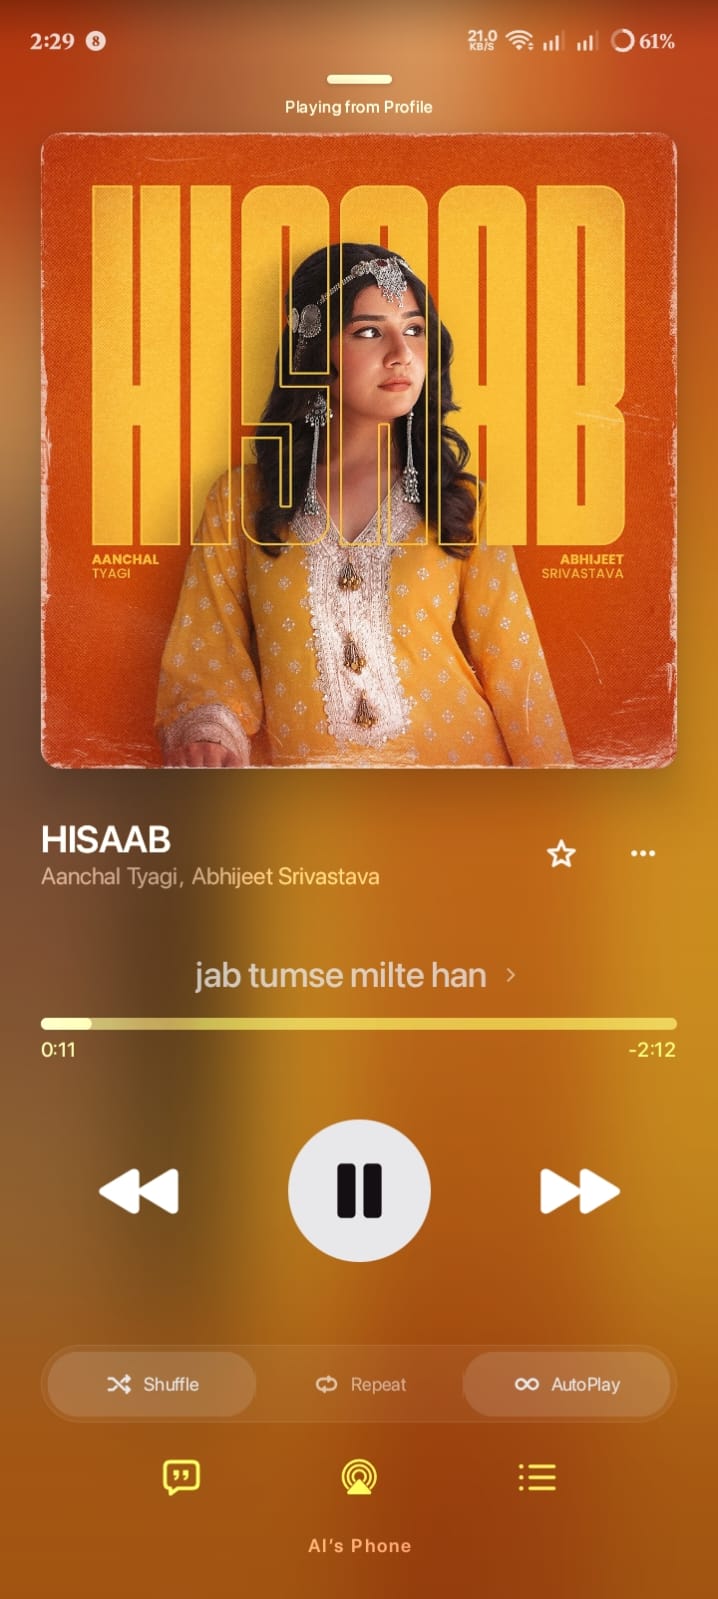 2:29 8 21.0 KB/S 61%
Playing from Profile
HISAAB
AANCHAL ABHIJEET
TYAGI SRIVASTAVA
HISAAB
Aanchal Tyagi, Abhijeet Srivastava
jab tumse milte han
0:11 -2:12
Shuffle Repeat AutoPlay
AI's Phone